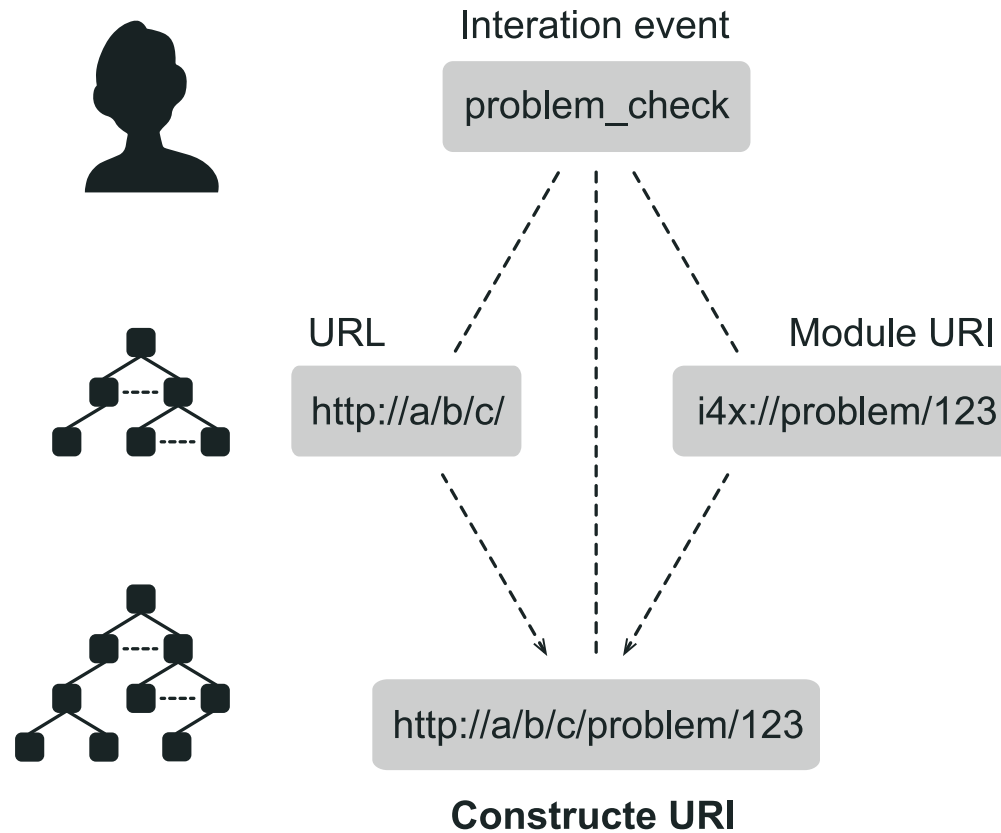 Interation event
problem_check
URL
Module URI
http://a/b/c/
i4x://problem/123
http://a/b/c/problem/123
Constructe URI